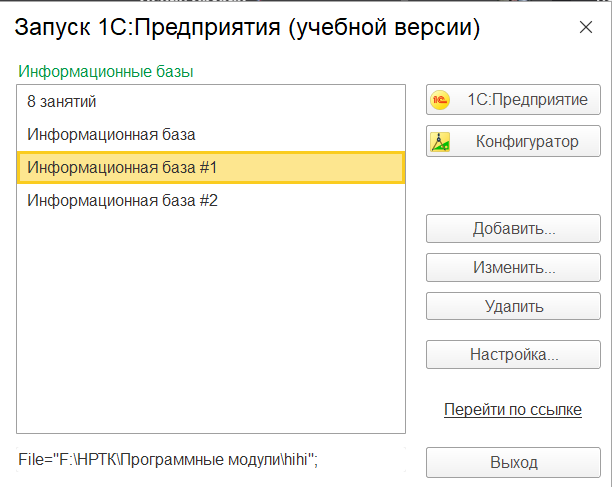 Запуск 1С:Предприятия (учебной версии)
Информационные базы
8 занятий
Информационная база
Информационная база #1
Информационная база #2
1С:Предприятие
Конфигуратор
Добавить...
Изменить...
Удалить
Настройка...
Перейти по ссылке
Выход
File="F:\НРТК\Программные модули\hihi";